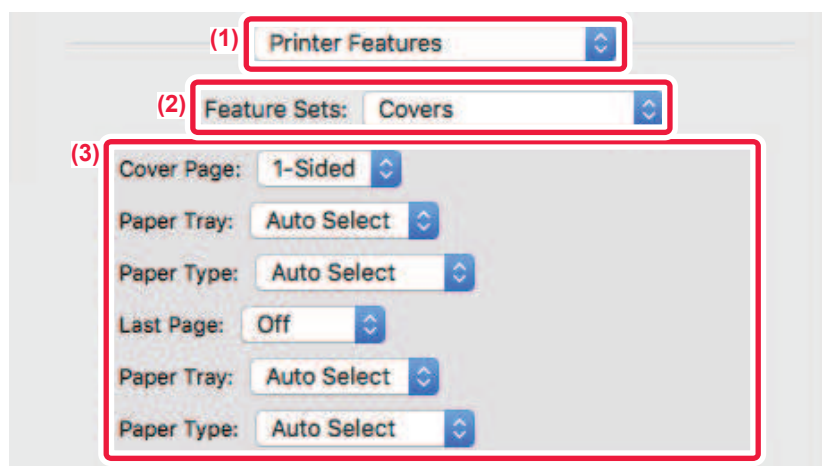 (1) Printer Features
(2) Feature Sets: Covers
(3)
Cover Page: 1-Sided
Paper Tray: Auto Select
Paper Type: Auto Select
Last Page: Off
Paper Tray: Auto Select
Paper Type: Auto Select